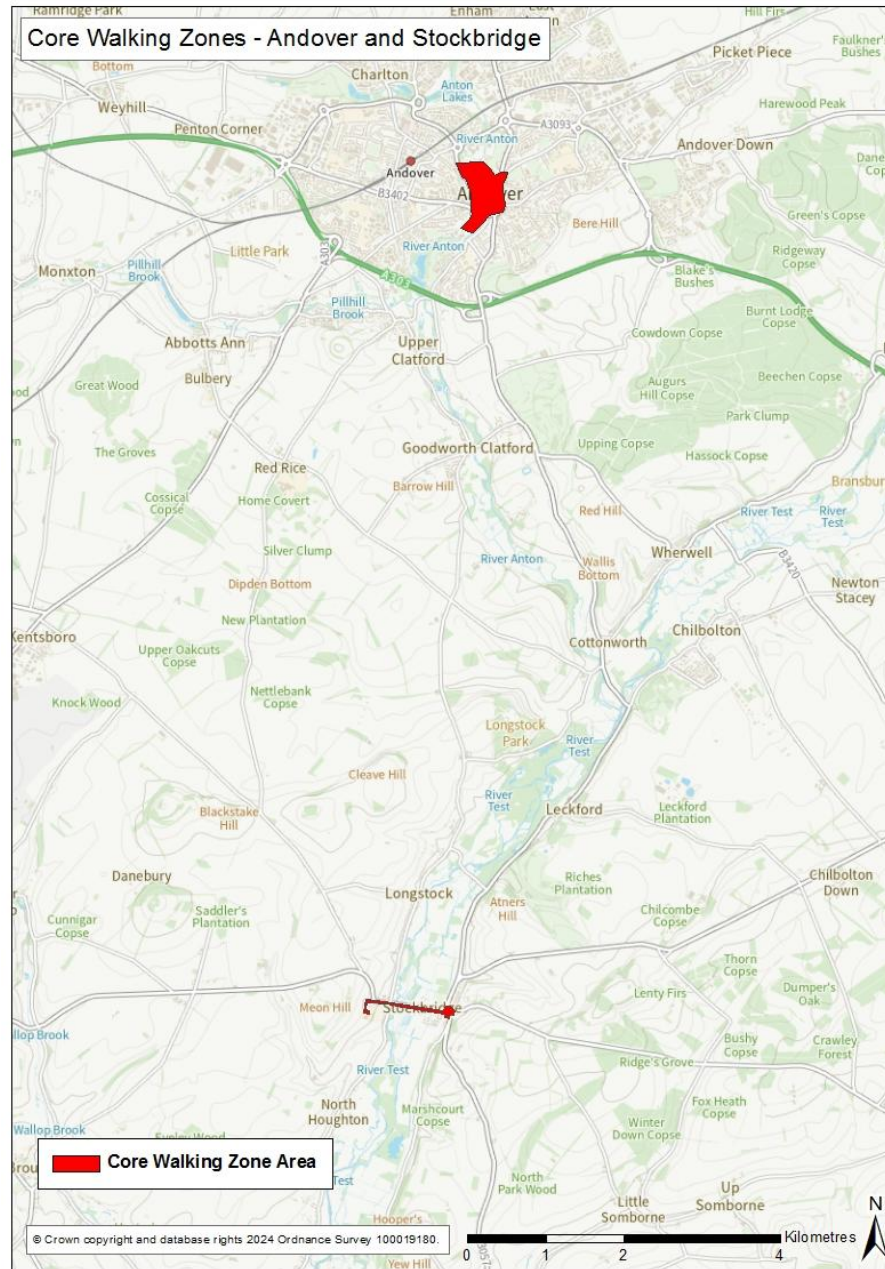 Core Walking Zones - Andover and Stockbridge
Ramridge Park
Enham
Hill Firs
Faulkner's
Bushes
Picket Piece
Charlton
Bottom
Weyhill
Anton
Lakes
Harewood Peak
Penton Corner
River Anton
A3093
Andover Down
Andover
B3402
Bere Hill
Green's Copse
River Anton
Little Park
A303
Ridgeway
Copse
Monxton
Pillhill
Brook
A303
Blake's
Bushes
Pillhill
Brook
Burnt Lodge
Copse
Abbotts Ann
Upper
Clatford
Cowdown Copse
Bulbery
Great Wood
Augurs
Hill Copse
Beechen Copse
Park Clump
The Groves
Goodworth Clatford
Upping Copse
Hassock Copse
Red Rice
Barrow Hill
Cossical
Copse
Home Covert
Red Hill
River Test
River
Test
Silver Clump
River Anton
Wallis
Bottom
Wherwell
B3420
Dipden Bottom
Newton
Stacey
New Plantation
Chilbolton
Kentsboro
Upper Oakcuts
Copse
Cottonworth
Knock Wood
Nettlebank
Copse
Longstock
Park
River
Test
Cleave Hill
River
Test
Leckford
Leckford
Plantation
Blackstake
Hill
Danebury
Longstock
Riches
Plantation
Chilbolton
Down
Saddler's
Plantation
Atners
Hill
Cunnigar
Copse
Chilcombe
Copse
Thorn
Copse
Meon Hill
Stockbridge
Lenty Firs
Dumper's
Oak
Bushy
Copse
Crawley
Forest
River Test
Ridge's Grove
North
Houghton
Marshcourt
Copse
Fox Heath
Copse
Wallop Brook
Winter
Down Copse
Core Walking Zone Area
North
Park Wood
Up
Somborne
Little
Somborne
Hooper's
N
© Crown copyright and database rights 2024 Ordnance Survey 100019180.
Kilometres
0 1 2 4
Yew Hill